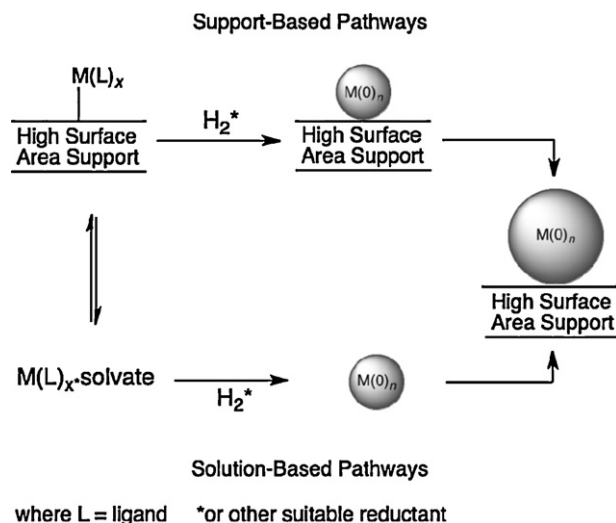 Support-Based Pathways
M(L)x
High Surface
Area Support
H2*
M(0)n
High Surface
Area Support
M(0)n
High Surface
Area Support
M(L)x•solvate
H2*
M(0)n
Solution-Based Pathways
where L = ligand *or other suitable reductant